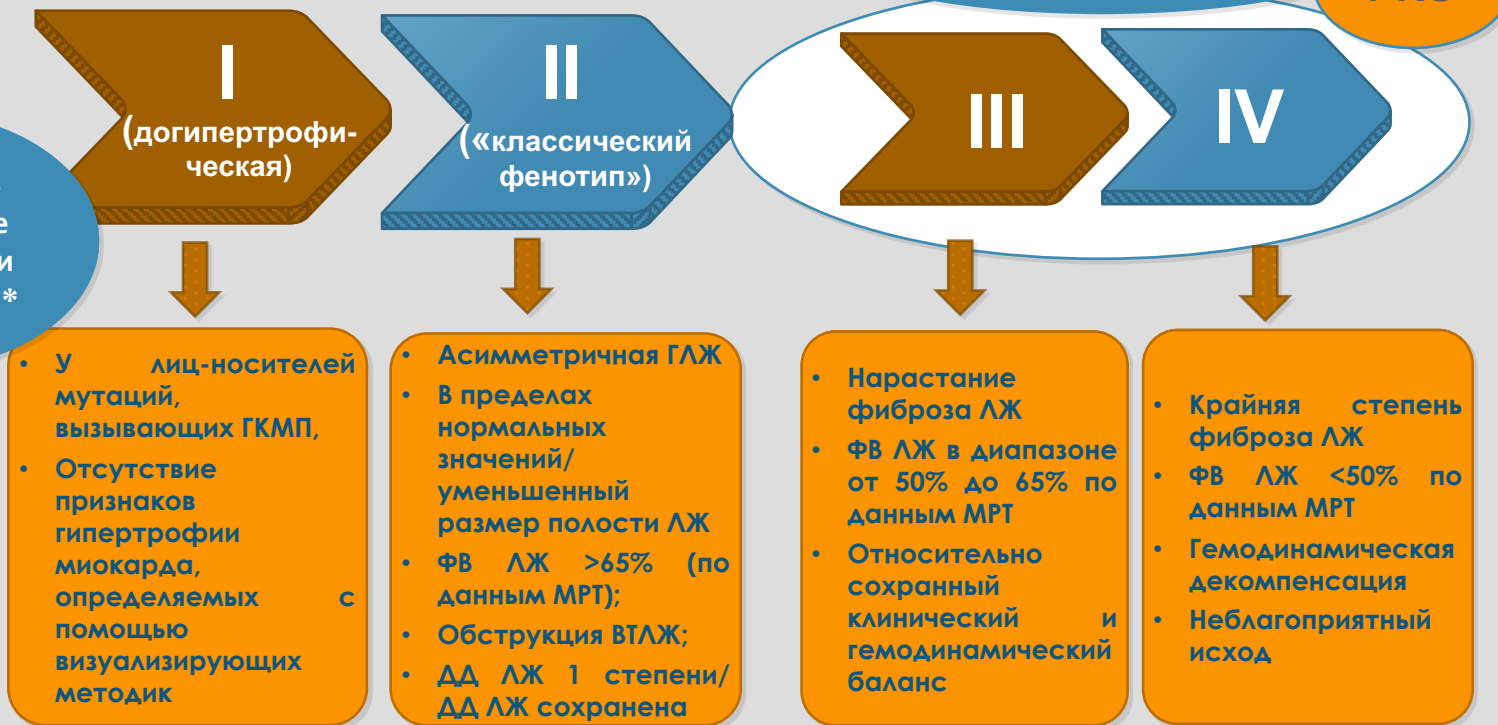 I
(догипертрофи-
ческая)
II
(«классический
фенотип»)
III
IV
е
и
*
• У лиц-носителей
мутаций,
вызывающих ГКМП,
• Отсутствие
признаков
гипертрофии
миокарда,
определяемых с
помощью
визуализирующих
методик
• Асимметричная ГЛЖ
• В пределах
нормальных
значений/
уменьшенный
размер полости ЛЖ
• ФВ ЛЖ >65% (по
данным МРТ);
• Обструкция ВТЛЖ;
• ДД ЛЖ 1 степени/
ДД ЛЖ сохранена
• Нарастание
фиброза ЛЖ
• ФВ ЛЖ в диапазоне
от 50% до 65% по
данным МРТ
• Относительно
сохранный
клинический и
гемодинамический
баланс
• Крайняя степень
фиброза ЛЖ
• ФВ ЛЖ <50% по
данным МРТ
• Гемодинамическая
декомпенсация
• Неблагоприятный
исход